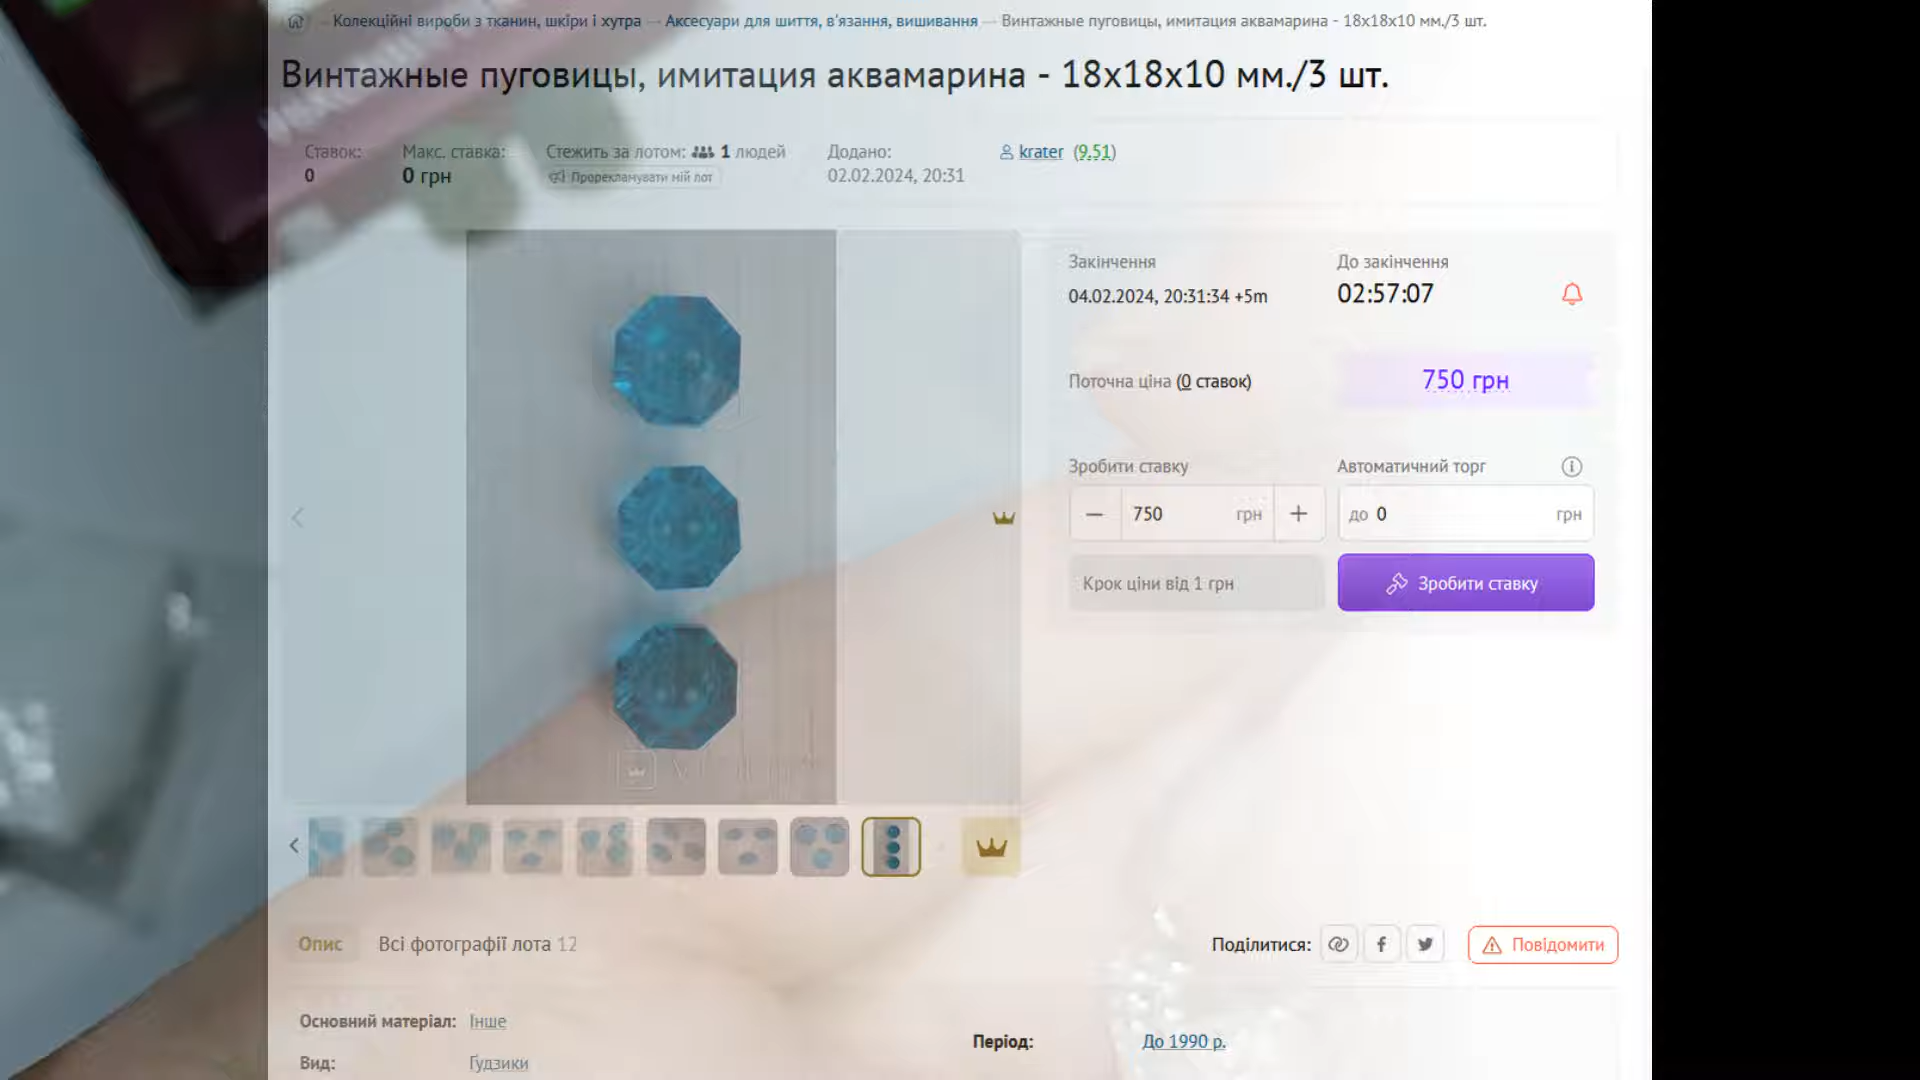 Колекційні вироби з тканин, шкіри і хутра — Аксесуари для шиття, в'язання, вишивання — Винтажные пуговицы, имитация аквамарина - 18х18х10 мм./3 шт.
Винтажные пуговицы, имитация аквамарина - 18х18х10 мм./3 шт.
Ставок: Макс. ставка: Стежить за лотом: 1 людей Додано: krater (9.51)
0 0 грн Прорекламувати мій лот 02.02.2024, 20:31
Закінчення До закінчення
04.02.2024, 20:31:34 +5m 02:57:07
Поточна ціна (0 ставок) 750 грн
Зробити ставку Автоматичний торг
— 750 грн + до 0 грн
Крок ціни від 1 грн Зробити ставку
Опис Всі фотографії лота 12 Поділитися: Повідомити
Основний матеріал: Інше
Період: До 1990 р.
Вид: Ґудзики